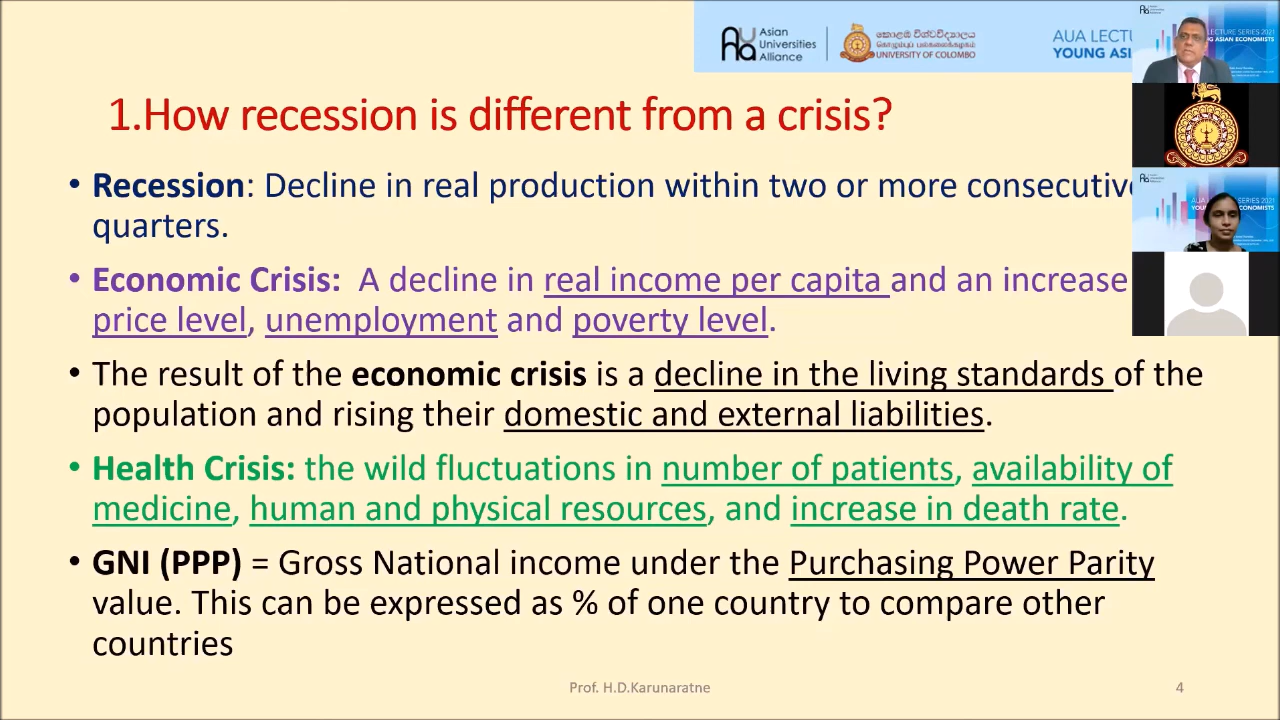 Asian
Universities
Alliance
කොළඹ විශ්වවිද්‍යාලය
கொழும்புப் பல்கலைக்கழகம்
UNIVERSITY OF COLOMBO
AUA LECTU
YOUNG ASI
1.How recession is different from a crisis?
• Recession: Decline in real production within two or more consecutive
quarters.
• Economic Crisis: A decline in real income per capita and an increase
price level, unemployment and poverty level.
• The result of the economic crisis is a decline in the living standards of the
population and rising their domestic and external liabilities.
• Health Crisis: the wild fluctuations in number of patients, availability of
medicine, human and physical resources, and increase in death rate.
• GNI (PPP) = Gross National income under the Purchasing Power Parity
value. This can be expressed as % of one country to compare other
countries
Prof. H.D.Karunaratne
4